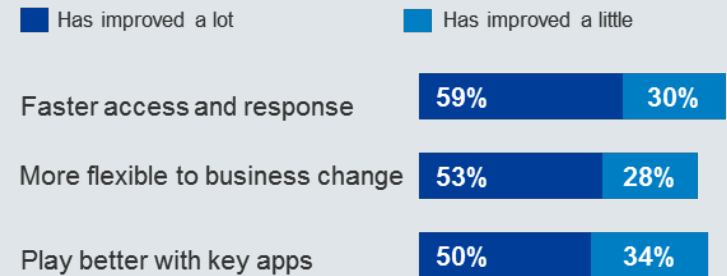 Has improved a lot Has improved a little
Faster access and response 59% 30%
More flexible to business change 53% 28%
Play better with key apps 50% 34%